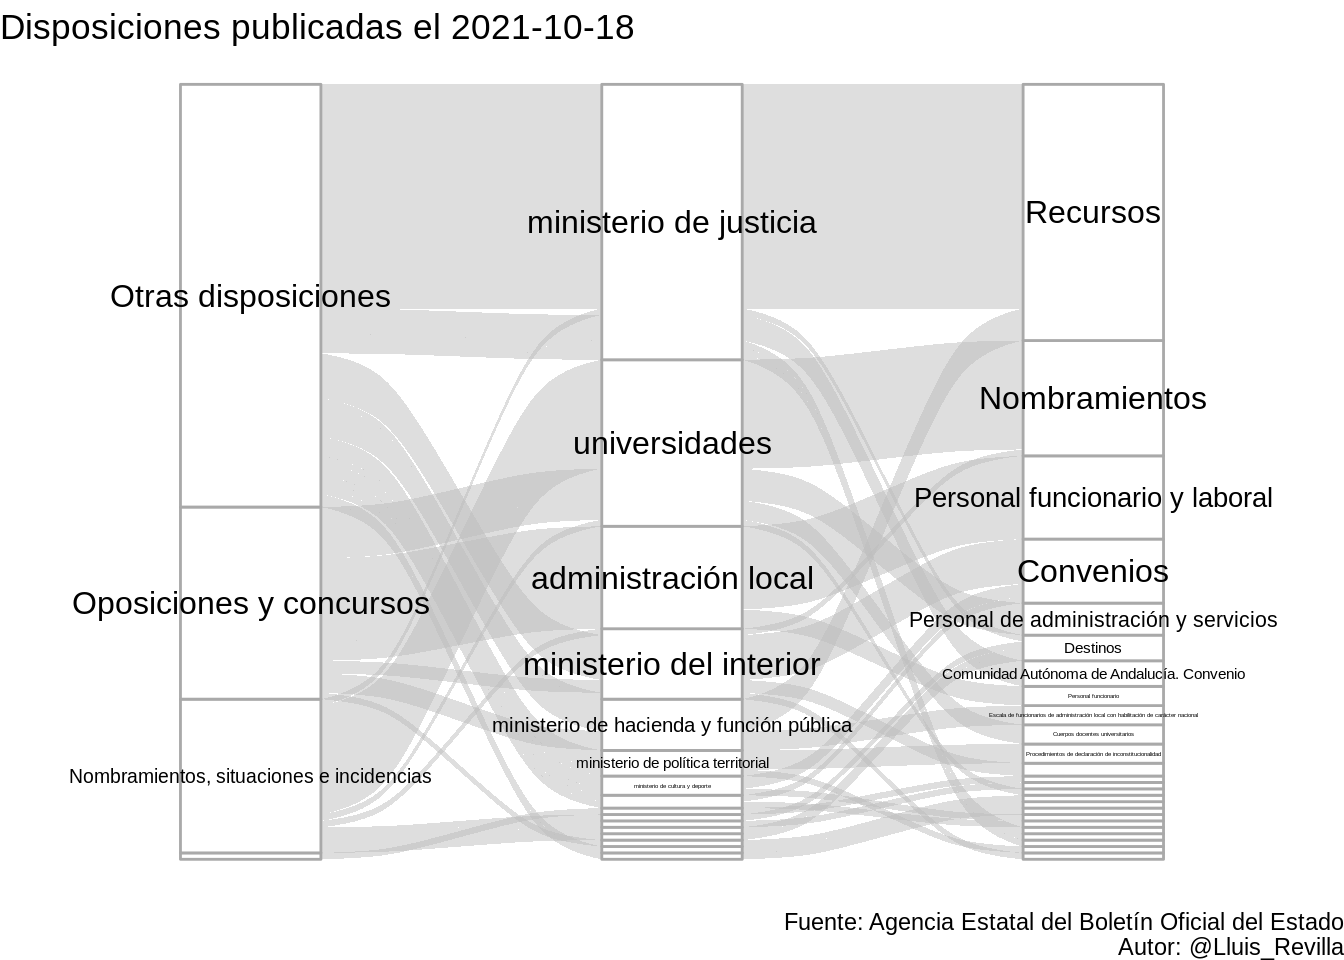 Disposiciones publicadas el 2021-10-18
Otras disposiciones
Oposiciones y concursos
Nombramientos, situaciones e incidencias
ministerio de justicia
universidades
administración local
ministerio del interior
ministerio de hacienda y función pública
ministerio de política territorial
ministerio de cultura y deporte
Recursos
Nombramientos
Personal funcionario y laboral
Convenios
Personal de administración y servicios
Destinos
Comunidad Autónoma de Andalucía. Convenio
Personal funcionario
Escala de funcionarios de administración local con habilitación de carácter nacional
Cuerpos docentes universitarios
Procedimientos de declaración de inconstitucionalidad
Fuente: Agencia Estatal del Boletín Oficial del Estado
Autor: @Lluis_Revilla